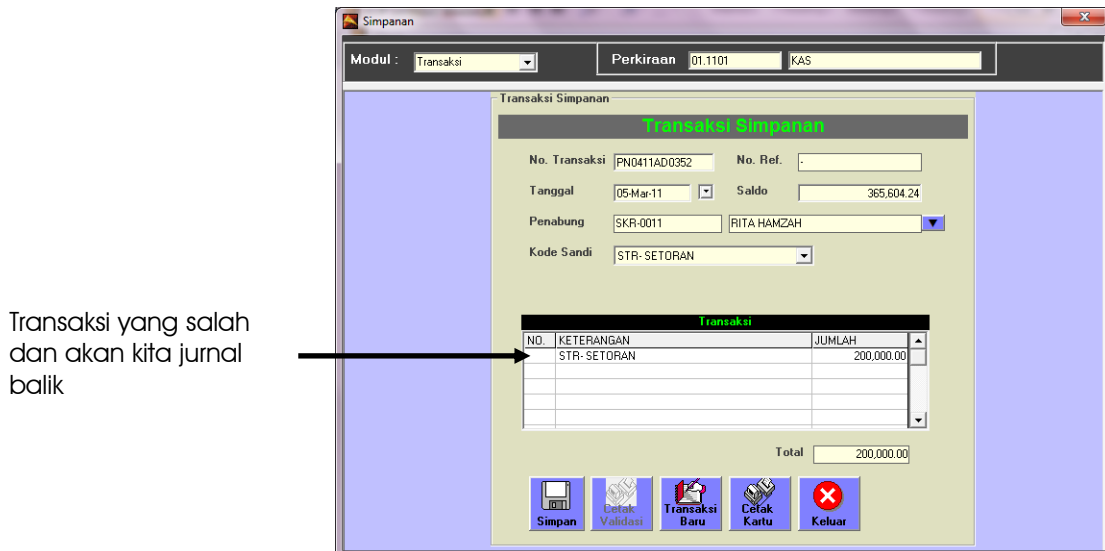 Simpanan
Modul : Transaksi Perkiraan 01.1101 KAS
Transaksi Simpanan
Transaksi Simpanan
No. Transaksi PN0411AD0352 No. Ref. -
Tanggal 05-Mar-11 Saldo 365,604.24
Penabung SKR-0011 RITA HAMZAH
Kode Sandi STR- SETORAN
Transaksi yang salah
dan akan kita jurnal
balik
Transaksi
NO. KETERANGAN JUMLAH
STR- SETORAN 200,000.00
Total 200,000.00
Simpan
Cetak
Validasi
Transaksi
Baru
Cetak
Kartu
Keluar